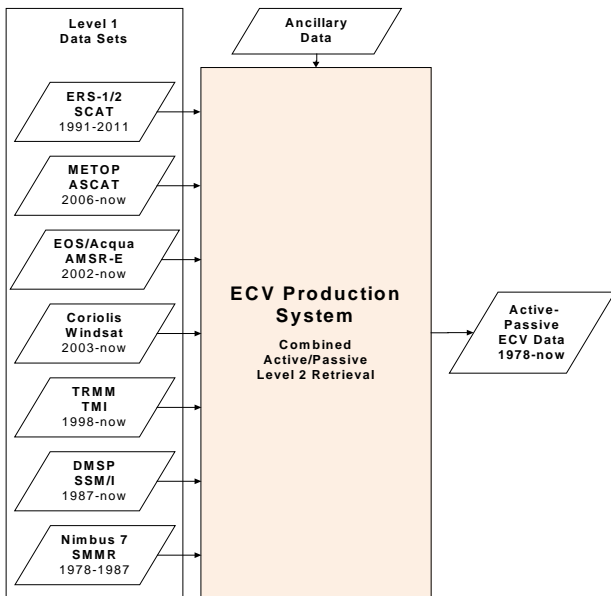 Level 1
Data Sets
Ancillary
Data
ERS-1/2
SCAT
1991-2011
METOP
ASCAT
2006-now
EOS/Acqua
AMSR-E
2002-now
Coriolis
Windsat
2003-now
TRMM
TMI
1998-now
DMSP
SSM/I
1987-now
Nimbus 7
SMMR
1978-1987
ECV Production
System
Combined
Active/Passive
Level 2 Retrieval
Active-
Passive
ECV Data
1978-now